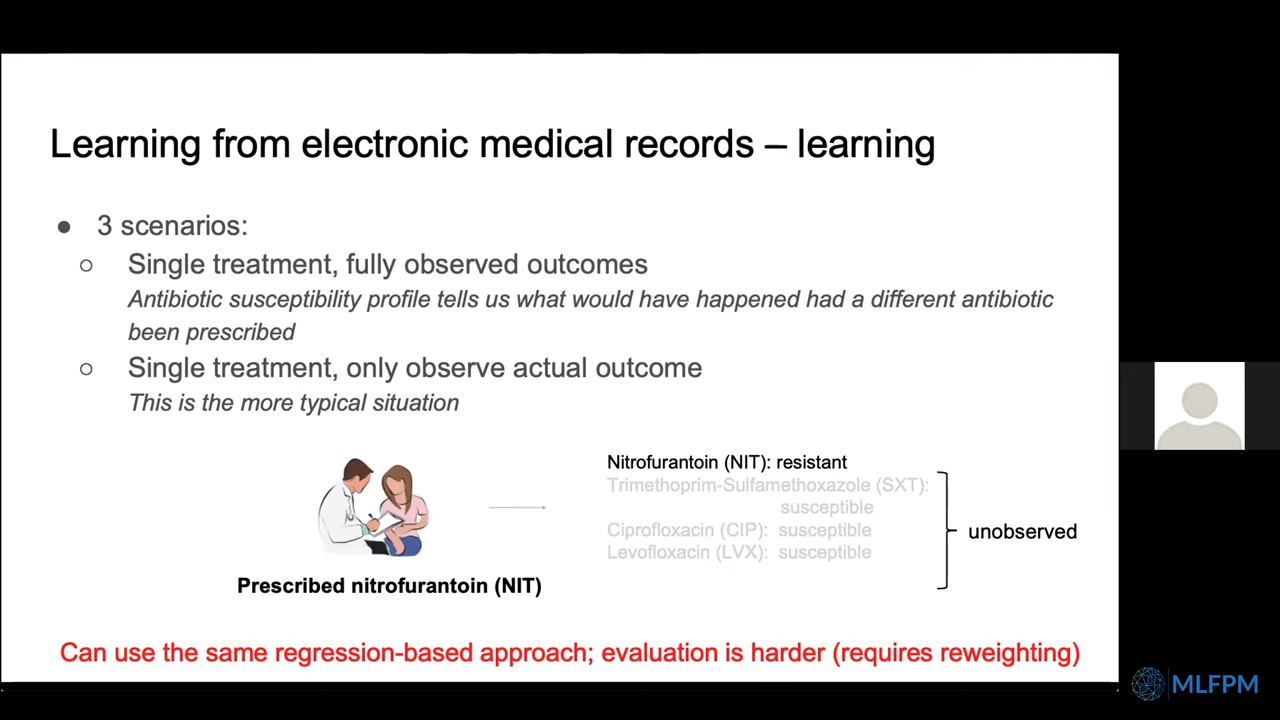 Learning from electronic medical records – learning
● 3 scenarios:
○ Single treatment, fully observed outcomes
Antibiotic susceptibility profile tells us what would have happened had a different antibiotic
been prescribed
○ Single treatment, only observe actual outcome
This is the more typical situation
Nitrofurantoin (NIT): resistant
Trimethoprim-Sulfamethoxazole (SXT):
susceptible
Ciprofloxacin (CIP): susceptible
Levofloxacin (LVX): susceptible
unobserved
Prescribed nitrofurantoin (NIT)
Can use the same regression-based approach; evaluation is harder (requires reweighting)
MLFPM